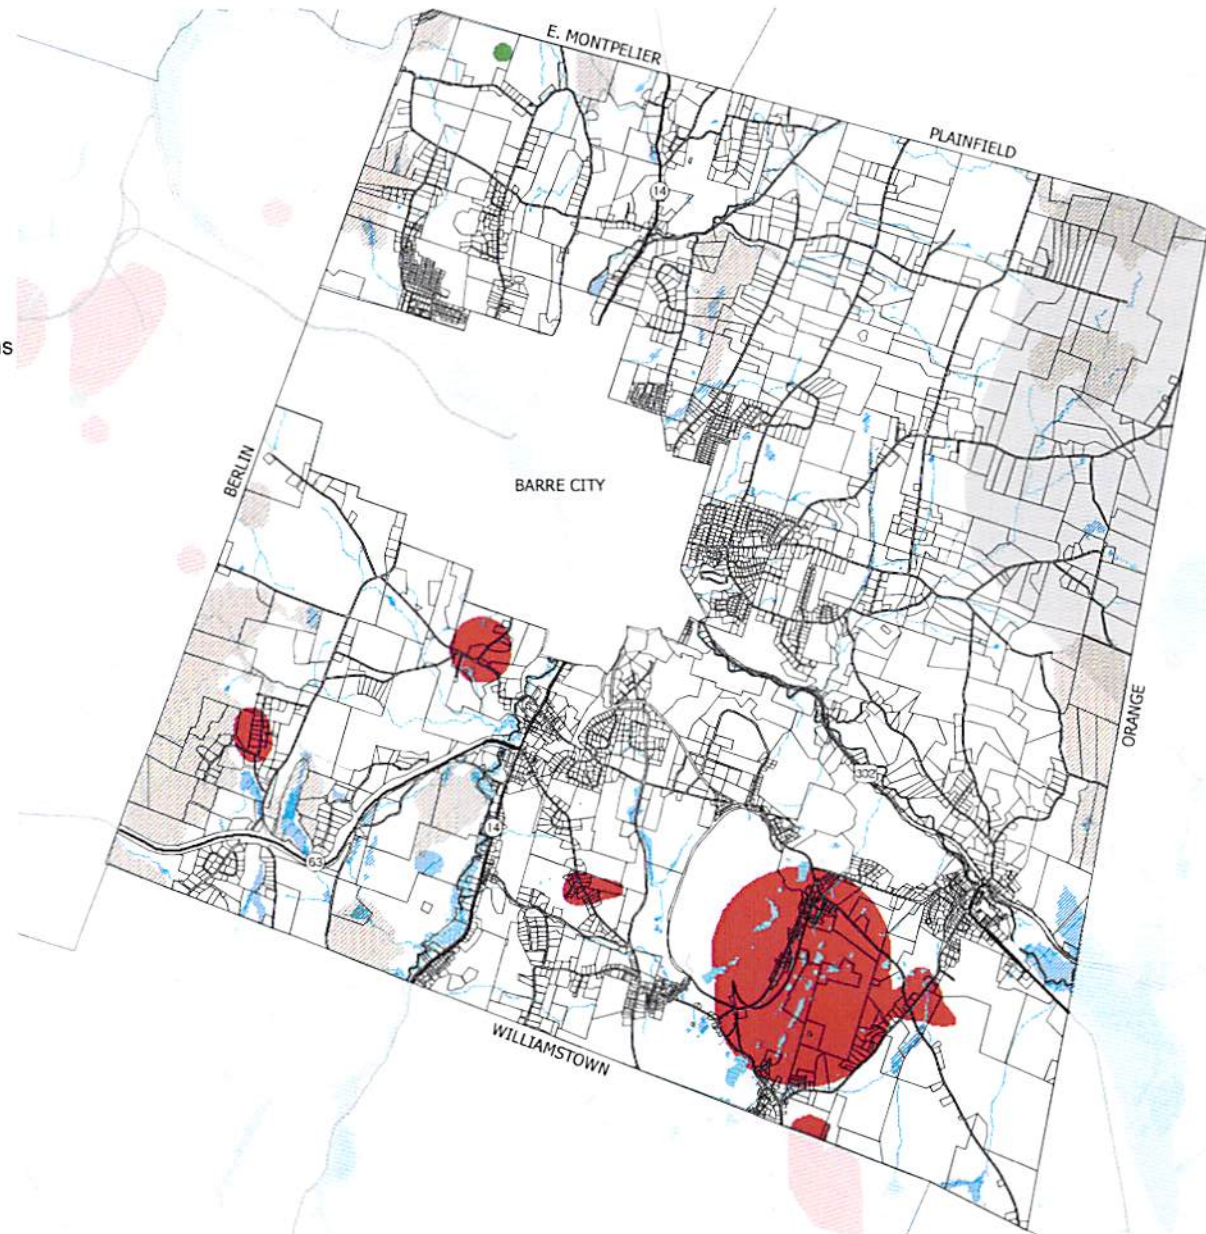 E. MONTPELIER
PLAINFIELD
14
BERLIN
BARRE CITY
ORANGE
302
14
63
WILLIAMSTOWN